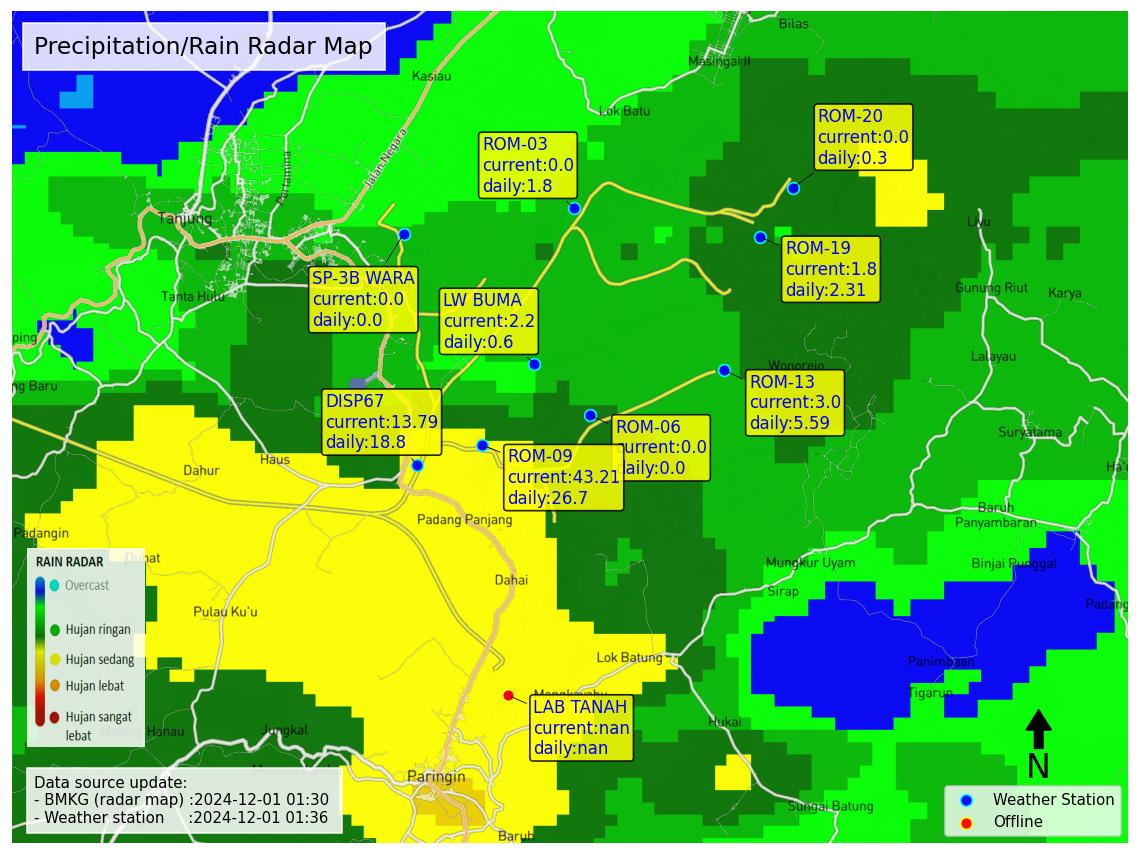 Precipitation/Rain Radar Map
Bilas
Masingai II
Kasiau
Lok Batu
Jalan Negara
Pertamina
ROM-20
current:0.0
daily:0.3
ROM-03
current:0.0
daily:1.8
Tanjung
Liyu
ROM-19
current:1.8
daily:2.31
SP-3B WARA
current:0.0
daily:0.0
Tanta Hulu
LW BUMA
current:2.2
daily:0.6
Gunung Riut
Karya
ping
Lalayau
Wonorejo
ng Baru
ROM-13
current:3.0
daily:5.59
DISP67
current:13.79
daily:18.8
ROM-06
current:0.0
daily:0.0
Suryatama
ROM-09
current:43.21
daily:26.7
Haus
Dahur
Ha'u
Baruh
Panyambaran
Padang Panjang
Padangin
Duhat
Mungkur Uyam
Binjai Punggal
Dahai
Sirap
Padang
Pulau Ku'u
RAIN RADAR
Overcast
Hujan ringan
Hujan sedang
Hujan lebat
Hujan sangat
lebat
Lok Batung
Panimbaan
Tigarun
LAB TANAH
current:nan
daily:nan
Hukai
Hanau
Jungkal
Paringin
Sungai Batung
Baruh
Data source update:
- BMKG (radar map) :2024-12-01 01:30
- Weather station :2024-12-01 01:36
N
Weather Station
Offline